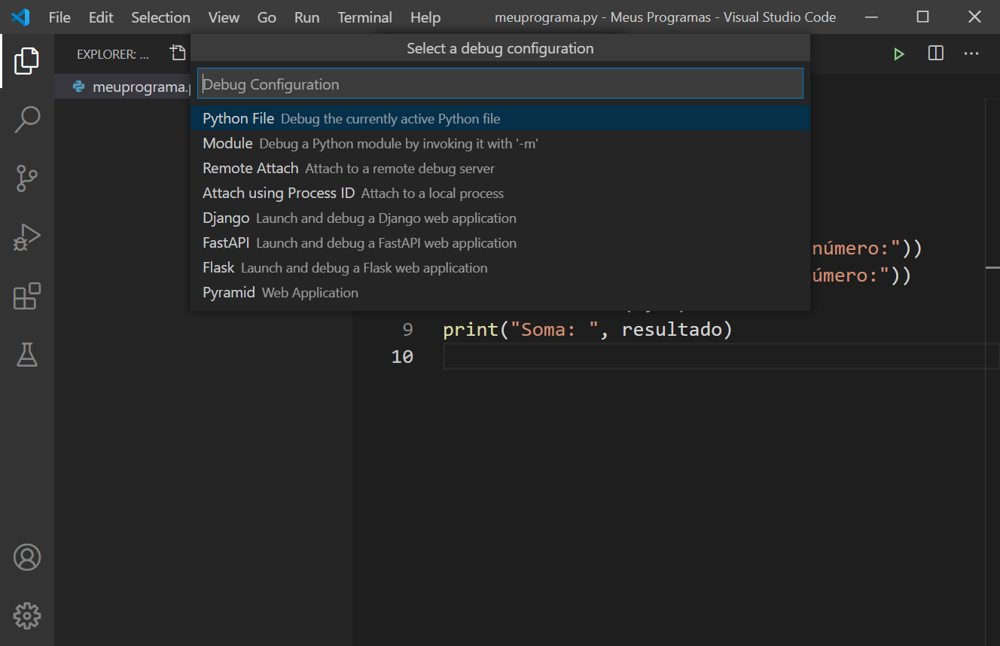 File Edit Selection View Go Run Terminal Help meuprograma.py - Meus Programas - Visual Studio Code
Select a debug configuration
EXPLORER: ...
Debug Configuration
meuprograma.
Python File Debug the currently active Python file
Module Debug a Python module by invoking it with '-m'
Remote Attach Attach to a remote debug server
Attach using Process ID Attach to a local process
Django Launch and debug a Django web application
FastAPI Launch and debug a FastAPI web application
número:"))
Flask Launch and debug a Flask web application
úmero:"))
Pyramid Web Application
9 print("Soma: ", resultado)
10